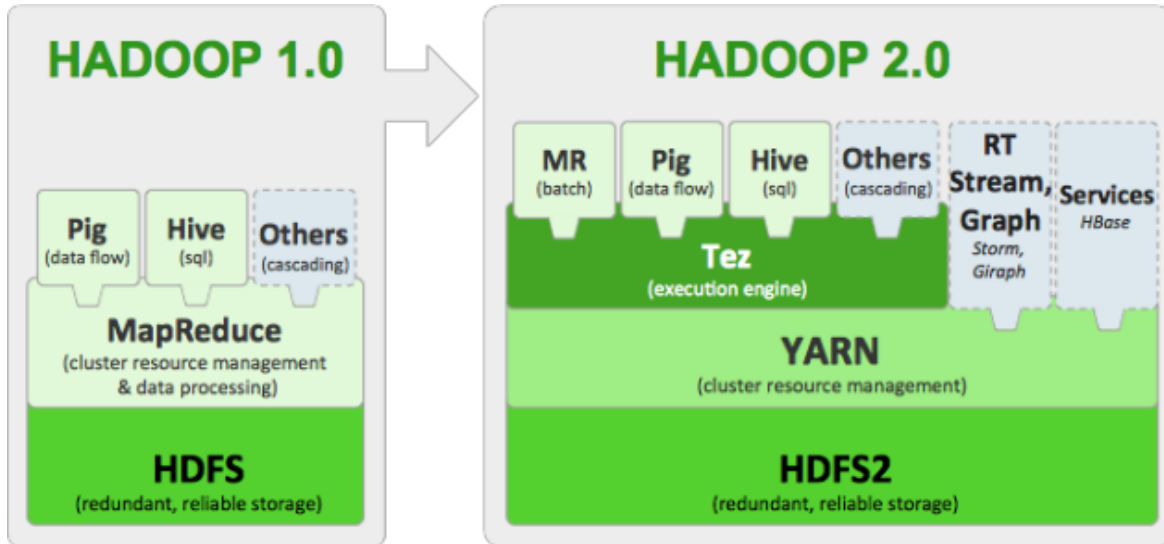 HADOOP 1.0
Pig
(data flow)
Hive
(sql)
Others
(cascading)
MapReduce
(cluster resource management
& data processing)
HDFS
(redundant, reliable storage)
HADOOP 2.0
MR
(batch)
Pig
(data flow)
Hive
(sql)
Others
(cascading)
RT
Stream,
Graph
Storm,
Giraph
Services
HBase
Tez
(execution engine)
YARN
(cluster resource management)
HDFS2
(redundant, reliable storage)